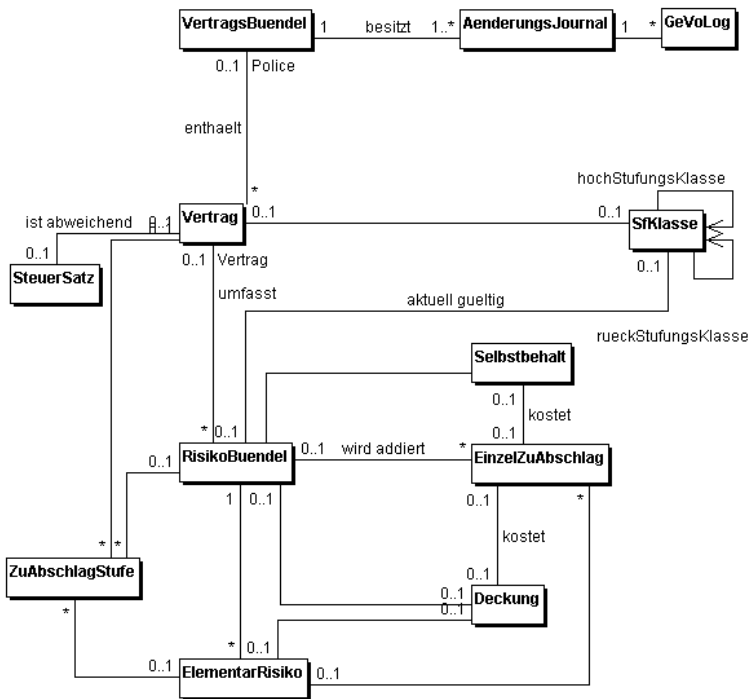 VertragsBuendel 1 besitzt 1..* AenderungsJournal 1 * GeVoLog
0..1 Police
enthaelt
*
hochStufungsKlasse
ist abweichend 0..1 Vertrag 0..1 0..1 SfKlasse
0..1 0..1 Vertrag 0..1
SteuerSatz
umfasst
aktuell gueltig
rueckStufungsKlasse
Selbstbehalt
0..1
kostet
* 0..1 0..1
RisikoBuendel 0..1 wird addiert * EinzelZuAbschlag
0..1
1 0..1 0..1 *
kostet
* *
0..1
ZuAbschlagStufe
0..1 Deckung
0..1
*
* 0..1
0..1 ElementarRisiko 0..1